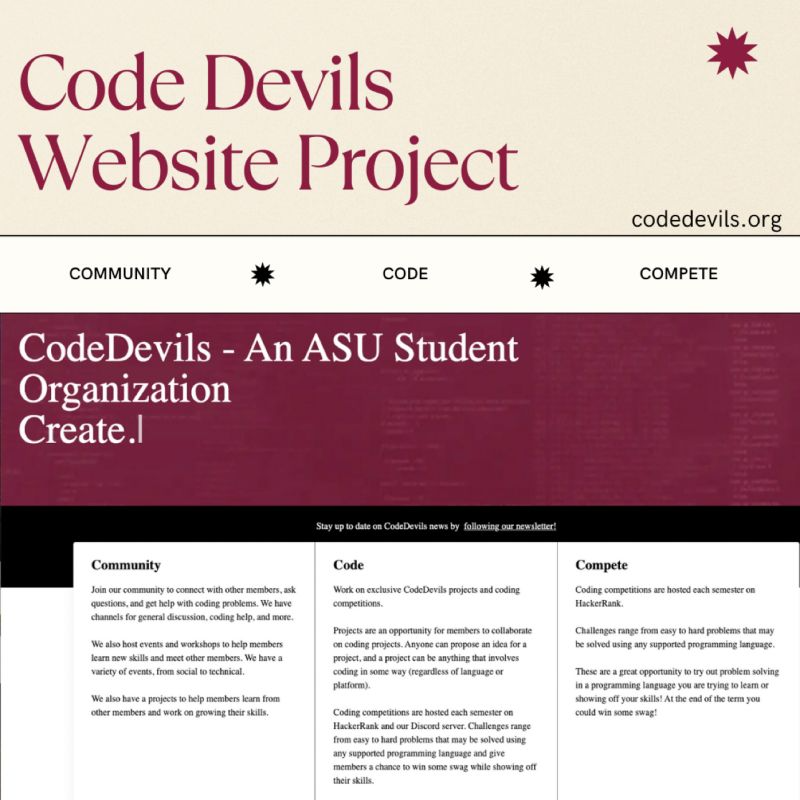 Code Devils
Website Project
codedevils.org
COMMUNITY
CODE
COMPETE
CodeDevils - An ASU Student
Organization
Create.
Stay up to date on CodeDevils news by following our newsletter!
Community
Join our community to connect with other members, ask
questions, and get help with coding problems. We have
channels for general discussion, coding help, and more.
We also host events and workshops to help members
learn new skills and meet other members. We have a
variety of events, from social to technical.
We also have a projects to help members learn from
other members and work on growing their skills.
Code
Work on exclusive CodeDevils projects and coding
competitions.
Projects are an opportunity for members to collaborate
on coding projects. Anyone can propose an idea for a
project, and a project can be anything that involves
coding in some way (regardless of language or
platform).
Coding competitions are hosted each semester on
HackerRank and our Discord server. Challenges range
from easy to hard problems that may be solved using
any supported programming language and give
members a chance to win some swag while showing off
their skills.
Compete
Coding competitions are hosted each semester on
HackerRank.
Challenges range from easy to hard problems that may
be solved using any supported programming language.
These are a great opportunity to try out problem solving
in a programming language you are trying to learn or
showing off your skills! At the end of the term you
could win some swag!